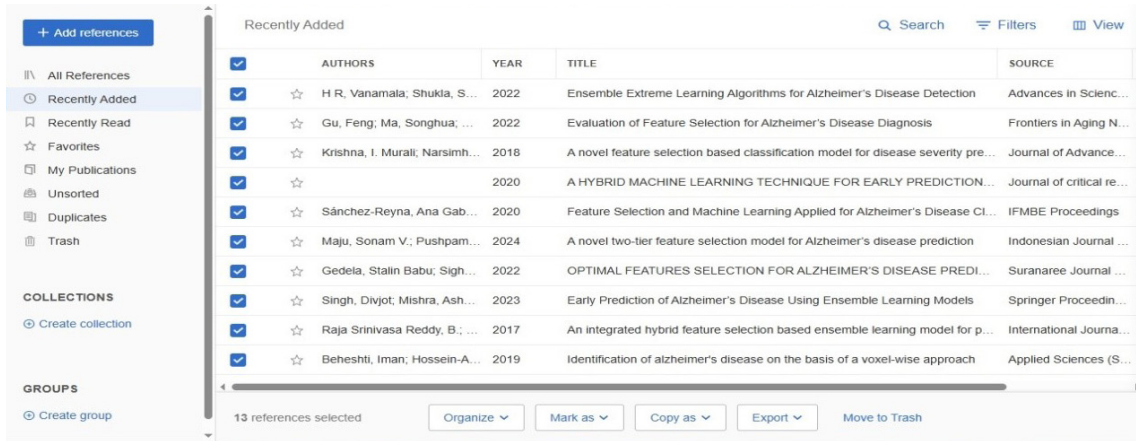 + Add references
All References
Recently Added
Recently Read
Favorites
My Publications
Unsorted
Duplicates
Trash
COLLECTIONS
Create collection
GROUPS
Create group
Recently Added
Search Filters View
AUTHORS YEAR TITLE SOURCE
H R, Vanamala; Shukla, S... 2022 Ensemble Extreme Learning Algorithms for Alzheimer's Disease Detection Advances in Scienc...
Gu, Feng; Ma, Songhua; ... 2022 Evaluation of Feature Selection for Alzheimer's Disease Diagnosis Frontiers in Aging N...
Krishna, I. Murali; Narsimh... 2018 A novel feature selection based classification model for disease severity pre... Journal of Advance...
2020 A HYBRID MACHINE LEARNING TECHNIQUE FOR EARLY PREDICTION... Journal of critical re...
Sánchez-Reyna, Ana Gab... 2020 Feature Selection and Machine Learning Applied for Alzheimer's Disease Cl... IFMBE Proceedings
Maju, Sonam V.; Pushpam... 2024 A novel two-tier feature selection model for Alzheimer's disease prediction Indonesian Journal ...
Gedela, Stalin Babu; Sigh... 2022 OPTIMAL FEATURES SELECTION FOR ALZHEIMER'S DISEASE PREDI... Suranaree Journal ...
Singh, Divjot; Mishra, Ash... 2023 Early Prediction of Alzheimer's Disease Using Ensemble Learning Models Springer Proceedin...
Raja Srinivasa Reddy, B.; ... 2017 An integrated hybrid feature selection based ensemble learning model for p... International Journa...
Beheshti, Iman; Hossein-A... 2019 Identification of alzheimer's disease on the basis of a voxel-wise approach Applied Sciences (S...
13 references selected Organize Mark as Copy as Export Move to Trash